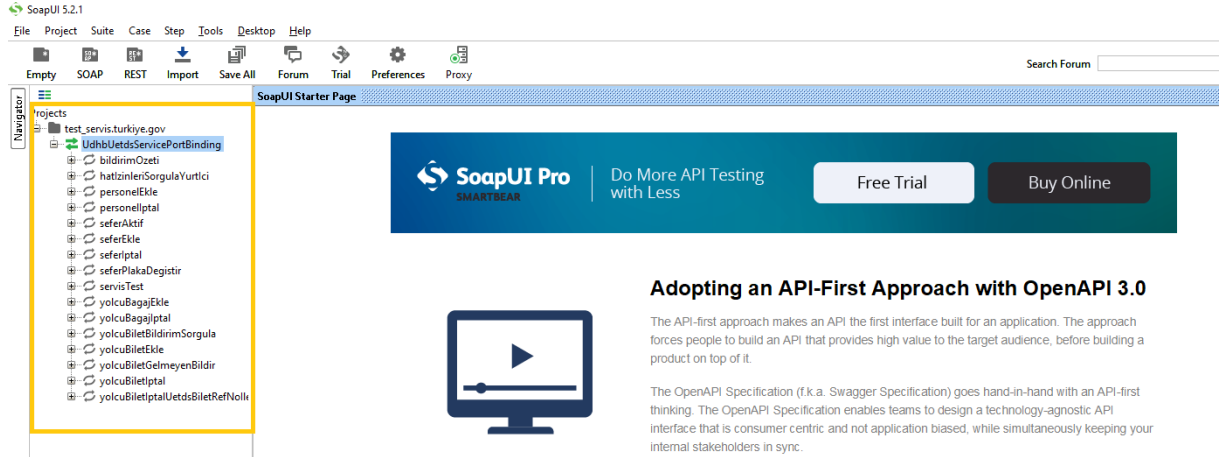 SoapUI 5.2.1
File Project Suite Case Step Tools Desktop Help
Empty SOAP REST Import Save All Forum Trial Preferences Proxy
Search Forum
Navigator
SoapUI Starter Page
Projects
test_servis.turkiye.gov
UdhbUetdsServicePortBinding
bildirimOzeti
hatIzinleriSorgulaYurtIci
personelEkle
personelIptal
seferAktif
seferEkle
seferIptal
seferPlakaDegistir
servisTest
yolcuBagajEkle
yolcuBagajIptal
yolcuBiletBildirimSorgula
yolcuBiletEkle
yolcuBiletGelmeyenBildir
yolcuBiletIptal
yolcuBiletIptalUetdsBiletRefNoIle
SoapUI Pro
SMARTBEAR
Do More API Testing
with Less
Free Trial
Buy Online
Adopting an API-First Approach with OpenAPI 3.0
The API-first approach makes an API the first interface built for an application. The approach
forces people to build an API that provides high value to the target audience, before building a
product on top of it.
The OpenAPI Specification (f.k.a. Swagger Specification) goes hand-in-hand with an API-first
thinking. The OpenAPI Specification enables teams to design a technology-agnostic API
interface that is consumer centric and not application biased, while simultaneously keeping your
internal stakeholders in sync.